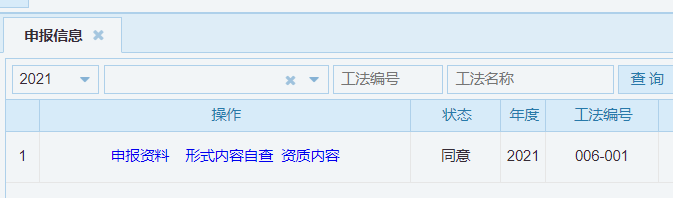 申报信息
2021 工法编号 工法名称 查询
操作 状态 年度 工法编号
1 申报资料 形式内容自查 资质内容 同意 2021 006-001